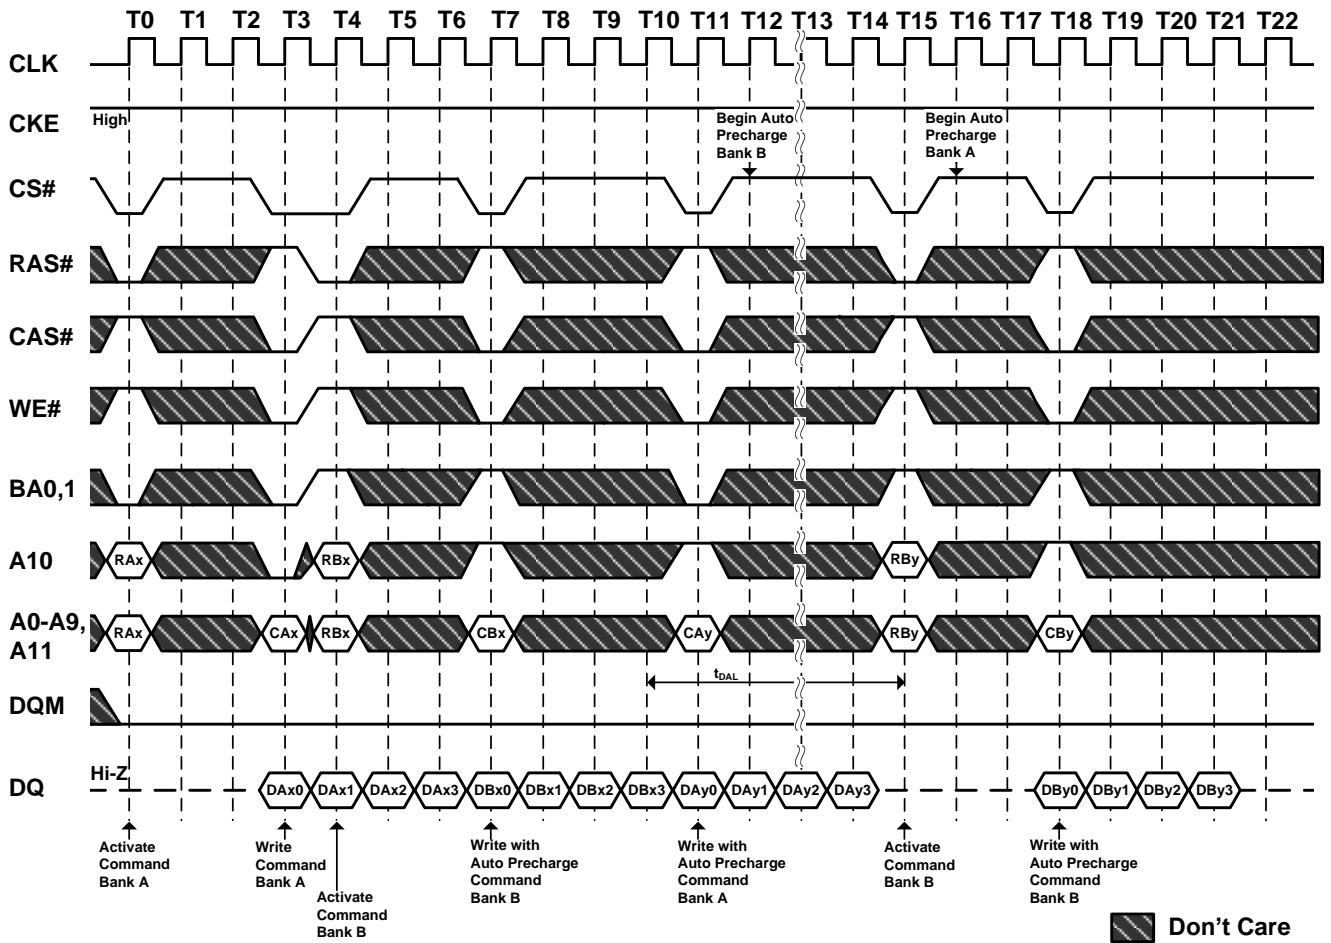 T0 T1 T2 T3 T4 T5 T6 T7 T8 T9 T10 T11 T12 T13 T14 T15 T16 T17 T18 T19 T20 T21 T22
CLK
CKE
High
Begin Auto
Precharge
Bank B
Begin Auto
Precharge
Bank A
CS#
RAS#
CAS#
WE#
BA0,1
A10
RAx RBx RBy
A0-A9,
A11
RAx CAx RBx CBx CAy RBy CBy
tDAL
DQM
DQ
Hi-Z
DAx0 DAx1 DAx2 DAx3 DBx0 DBx1 DBx2 DBx3 DAy0 DAy1 DAy2 DAy3 DBy0 DBy1 DBy2 DBy3
Activate
Command
Bank A
Write
Command
Bank A
Activate
Command
Bank B
Write with
Auto Precharge
Command
Bank B
Write with
Auto Precharge
Command
Bank A
Activate
Command
Bank B
Write with
Auto Precharge
Command
Bank B
Don't Care